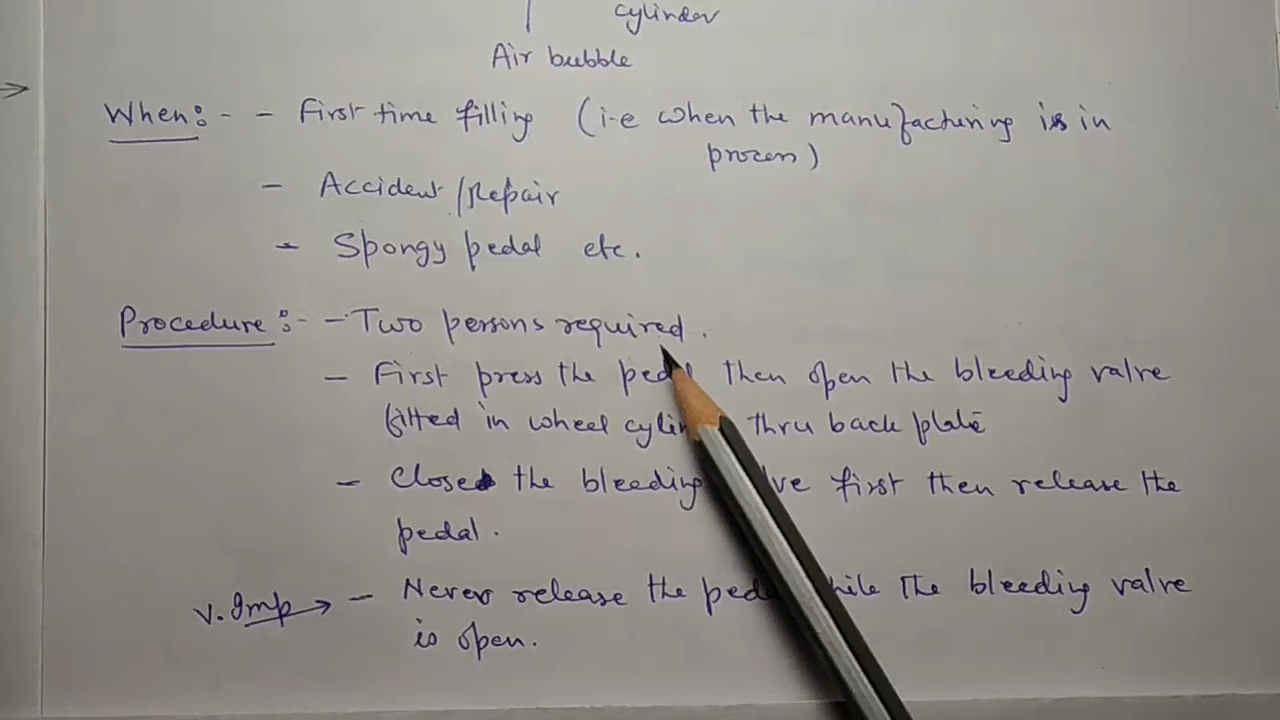 cylinder
Air bubble
When:- - First time filling (i-e when the manufacturing is in
process)
- Accident/Repair
- Spongy pedal etc.
Procedure:- - Two persons required.
- First press the pedal then open the bleeding valve
fitted in wheel cylin thru back plate
- Close the bleeding ve first then release the
pedal.
v.Imp → - Never release the ped hile the bleeding valve
is open.